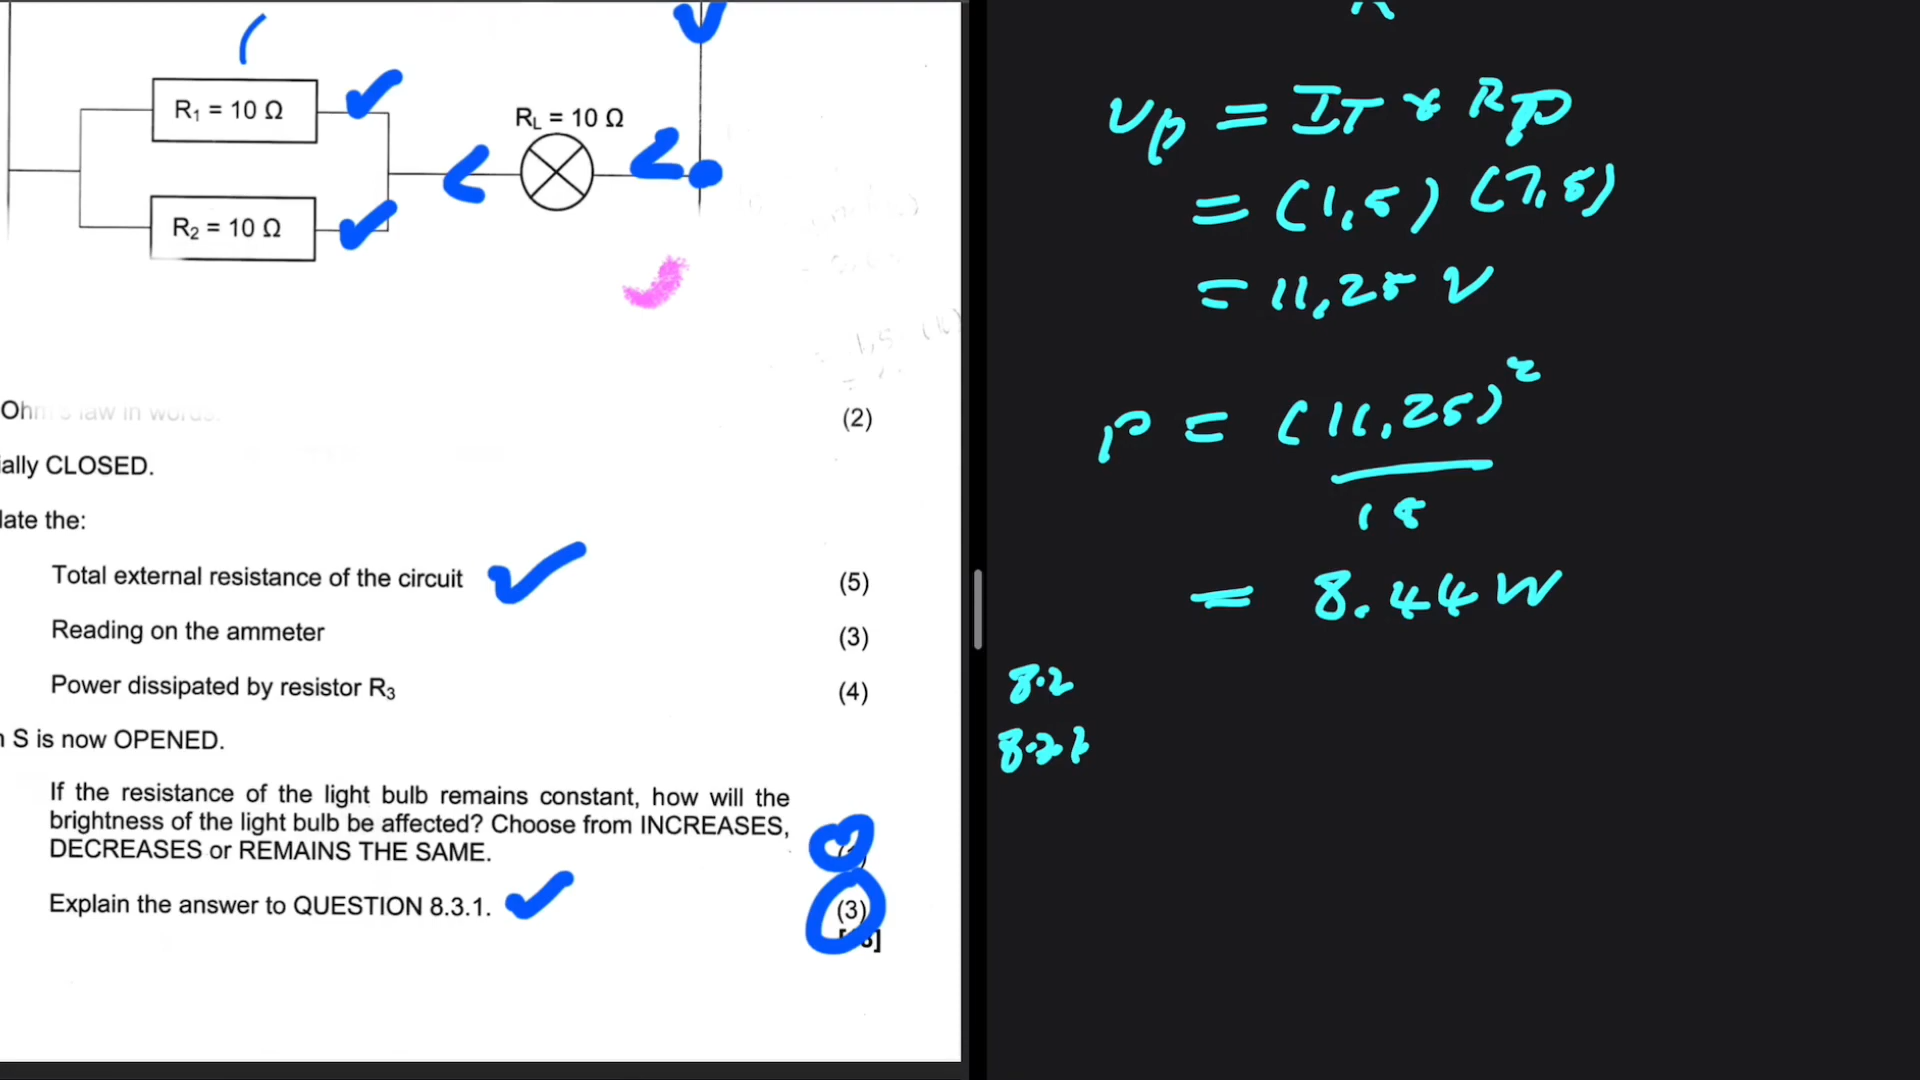 R₁ = 10 Ω
R_L = 10 Ω
R₂ = 10 Ω
Ohm's law in words. (2)
ally CLOSED.
late the:
Total external resistance of the circuit (5)
Reading on the ammeter (3)
Power dissipated by resistor R₃ (4)
S is now OPENED.
If the resistance of the light bulb remains constant, how will the
brightness of the light bulb be affected? Choose from INCREASES,
DECREASES or REMAINS THE SAME.
Explain the answer to QUESTION 8.3.1. (3)
Vp = IT × Rp
= (1,5) (7,5)
= 11,25 V
P = (11,25)²
15
= 8.44 W
8.2